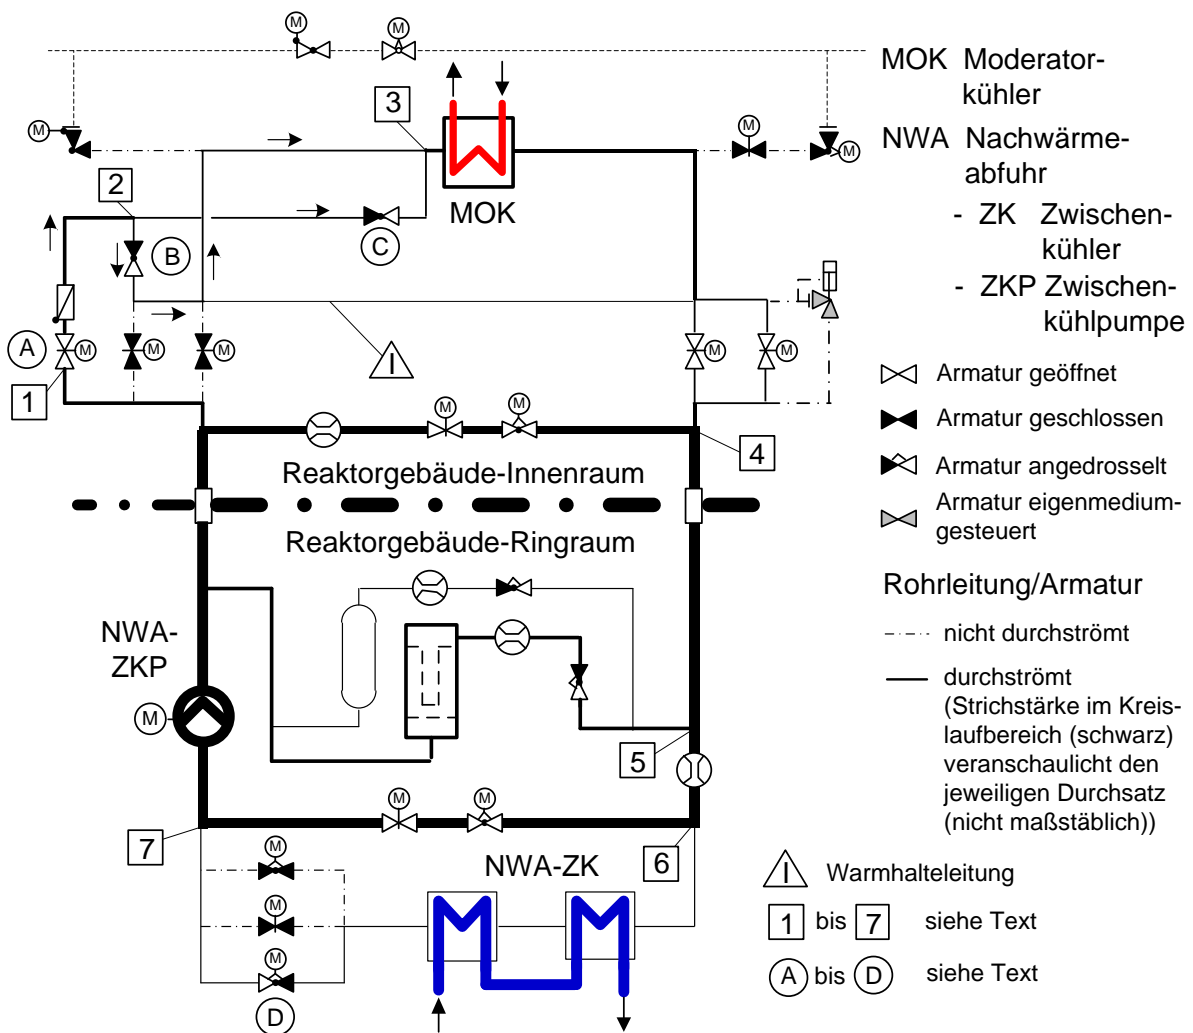 M
M
MOK Moderator-
kühler
NWA Nachwärme-
abfuhr
- ZK Zwischen-
kühler
- ZKP Zwischen-
kühlpumpe
3
M
M
M
2
MOK
B
C
A
M
M
M
I
M
M
1
Armatur geöffnet
Armatur geschlossen
Armatur angedrosselt
Armatur eigenmedium-
gesteuert
M
M
4
Reaktorgebäude-Innenraum
Reaktorgebäude-Ringraum
Rohrleitung/Armatur
nicht durchströmt
durchströmt
(Strichstärke im Kreis-
laufbereich (schwarz)
veranschaulicht den
jeweiligen Durchsatz
(nicht maßstäblich))
NWA-
ZKP
M
5
M
M
7
6
NWA-ZK
M
M
M
D
I Warmhalteleitung
1 bis 7 siehe Text
A bis D siehe Text